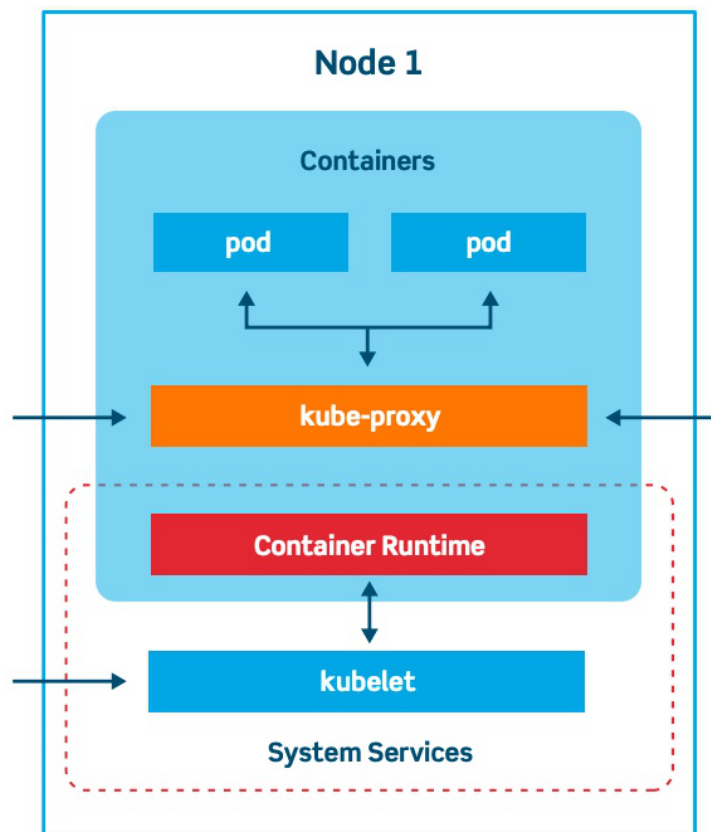 Node 1
Containers
pod
pod
kube-proxy
Container Runtime
kubelet
System Services